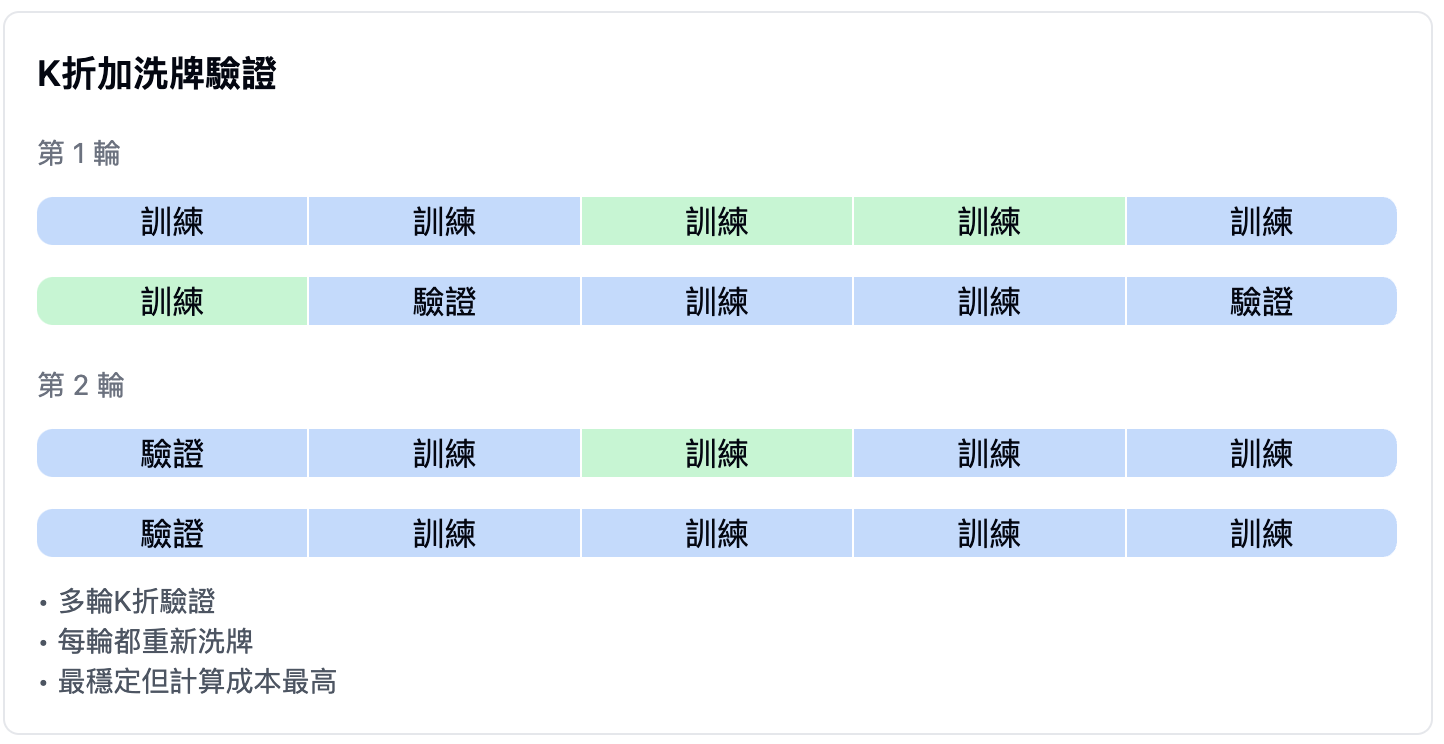 K折加洗牌驗證
第 1 輪
訓練 訓練 訓練 訓練 訓練
訓練 驗證 訓練 訓練 驗證
第 2 輪
驗證 訓練 訓練 訓練 訓練
驗證 訓練 訓練 訓練 訓練
• 多輪K折驗證
• 每輪都重新洗牌
• 最穩定但計算成本最高